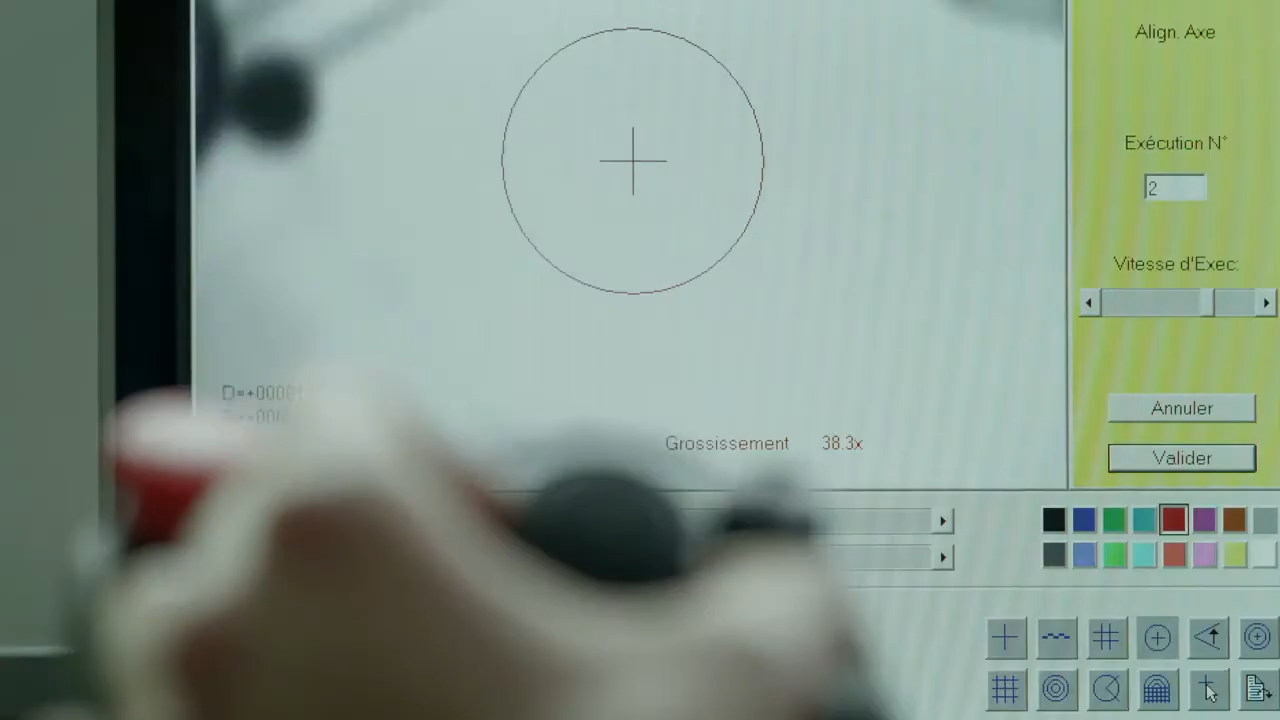 Align. Axe
Exécution N°
2
Vitesse d'Exec:
Annuler
Valider
Grossissement 38.3x